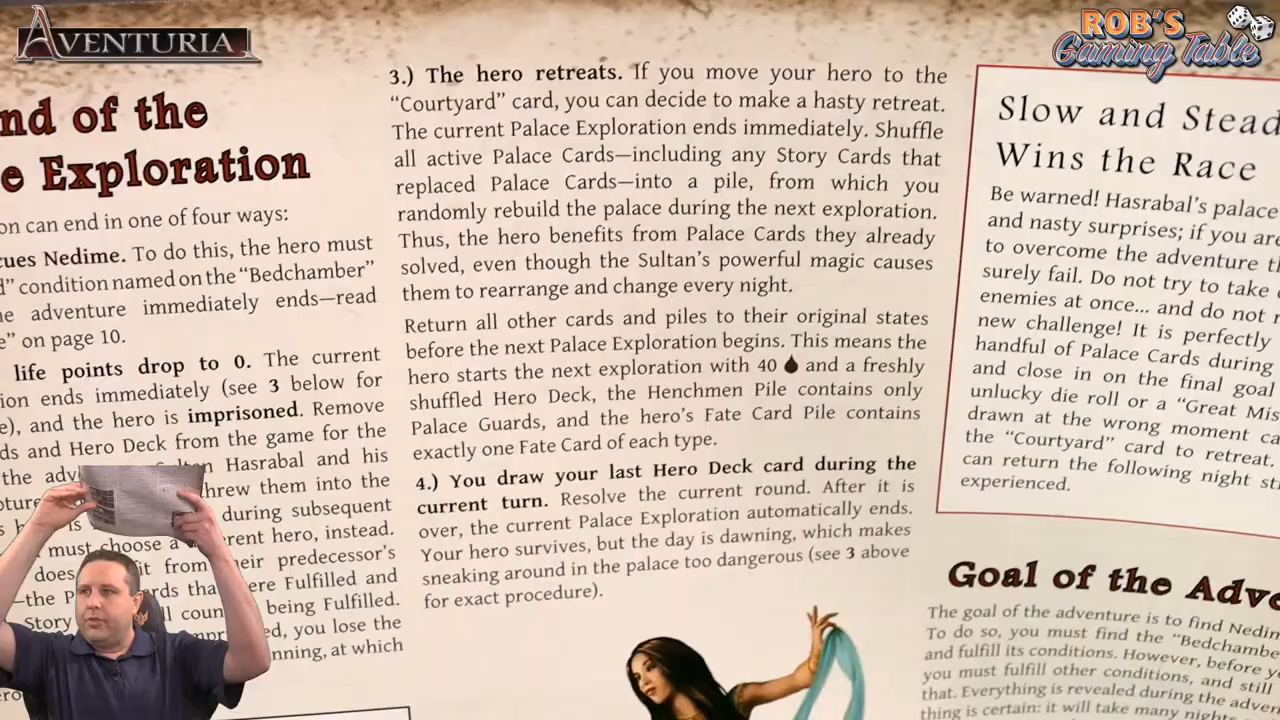 AVENTURIA
ROB'S
Gaming Table
nd of the
e Exploration
on can end in one of four ways:
cues Nedime. To do this, the hero must
d" condition named on the "Bedchamber"
he adventure immediately ends—read
e" on page 10.
life points drop to 0. The current
ion ends immediately (see 3 below for
e), and the hero is imprisoned. Remove
ds and Hero Deck from the game for the
the Hasrabal and his
threw them into the
during subsequent
must choose a hero, instead.
does their predecessor's
—the were Fulfilled and
Story being Fulfilled.
you lose the
nning, at which
3.) The hero retreats. If you move your hero to the
"Courtyard" card, you can decide to make a hasty retreat.
The current Palace Exploration ends immediately. Shuffle
all active Palace Cards—including any Story Cards that
replaced Palace Cards—into a pile, from which you
randomly rebuild the palace during the next exploration.
Thus, the hero benefits from Palace Cards they already
solved, even though the Sultan's powerful magic causes
them to rearrange and change every night.
Return all other cards and piles to their original states
before the next Palace Exploration begins. This means the
hero starts the next exploration with 40 and a freshly
shuffled Hero Deck, the Henchmen Pile contains only
Palace Guards, and the hero's Fate Card Pile contains
exactly one Fate Card of each type.
4.) You draw your last Hero Deck card during the
current turn. Resolve the current round. After it is
over, the current Palace Exploration automatically ends.
Your hero survives, but the day is dawning, which makes
sneaking around in the palace too dangerous (see 3 above
for exact procedure).
Slow and Stead
Wins the Race
Be warned! Hasrabal's palace
and nasty surprises; if you are
to overcome the adventure th
surely fail. Do not try to take
enemies at once... and do not r
new challenge! It is perfectly
handful of Palace Cards during
and close in on the final goal
unlucky die roll or a "Great Mis
drawn at the wrong moment ca
the "Courtyard" card to retreat.
can return the following night sti
experienced.
Goal of the Adve
The goal of the adventure is to find Nedim
To do so, you must find the "Bedchambe
and fulfill its conditions. However, before yo
you must fulfill other conditions, and still
that. Everything is revealed during the adven
thing is certain: it will take many nights